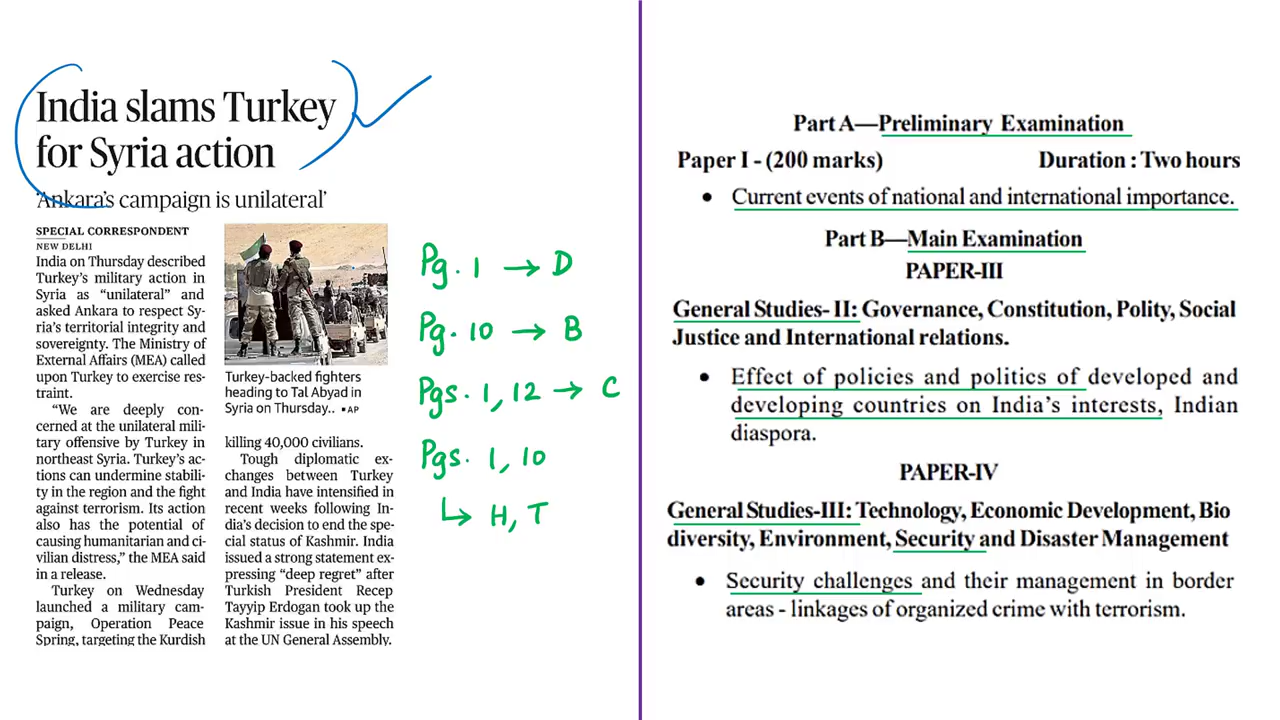 India slams Turkey
for Syria action
'Ankara's campaign is unilateral'
SPECIAL CORRESPONDENT
NEW DELHI
India on Thursday described
Turkey's military action in
Syria as "unilateral" and
asked Ankara to respect Sy-
ria's territorial integrity and
sovereignty. The Ministry of
External Affairs (MEA) called
upon Turkey to exercise res-
traint.
"We are deeply con-
cerned at the unilateral mili-
tary offensive by Turkey in
northeast Syria. Turkey's ac-
tions can undermine stabili-
ty in the region and the fight
against terrorism. Its action
also has the potential of
causing humanitarian and ci-
vilian distress," the MEA said
in a release.
Turkey on Wednesday
launched a military cam-
paign, Operation Peace
Spring, targeting the Kurdish
Turkey-backed fighters
heading to Tal Abyad in
Syria on Thursday.. ▪AP
killing 40,000 civilians.
Tough diplomatic ex-
changes between Turkey
and India have intensified in
recent weeks following In-
dia's decision to end the spe-
cial status of Kashmir. India
issued a strong statement ex-
pressing "deep regret" after
Turkish President Recep
Tayyip Erdogan took up the
Kashmir issue in his speech
at the UN General Assembly.
Pg. 1 → D
Pg. 10 → B
Pgs. 1, 12 → C
Pgs. 1, 10
↳ H, T
Part A—Preliminary Examination
Paper I - (200 marks) Duration : Two hours
• Current events of national and international importance.
Part B—Main Examination
PAPER-III
General Studies- II: Governance, Constitution, Polity, Social
Justice and International relations.
• Effect of policies and politics of developed and
developing countries on India's interests, Indian
diaspora.
PAPER-IV
General Studies-III: Technology, Economic Development, Bio
diversity, Environment, Security and Disaster Management
• Security challenges and their management in border
areas - linkages of organized crime with terrorism.